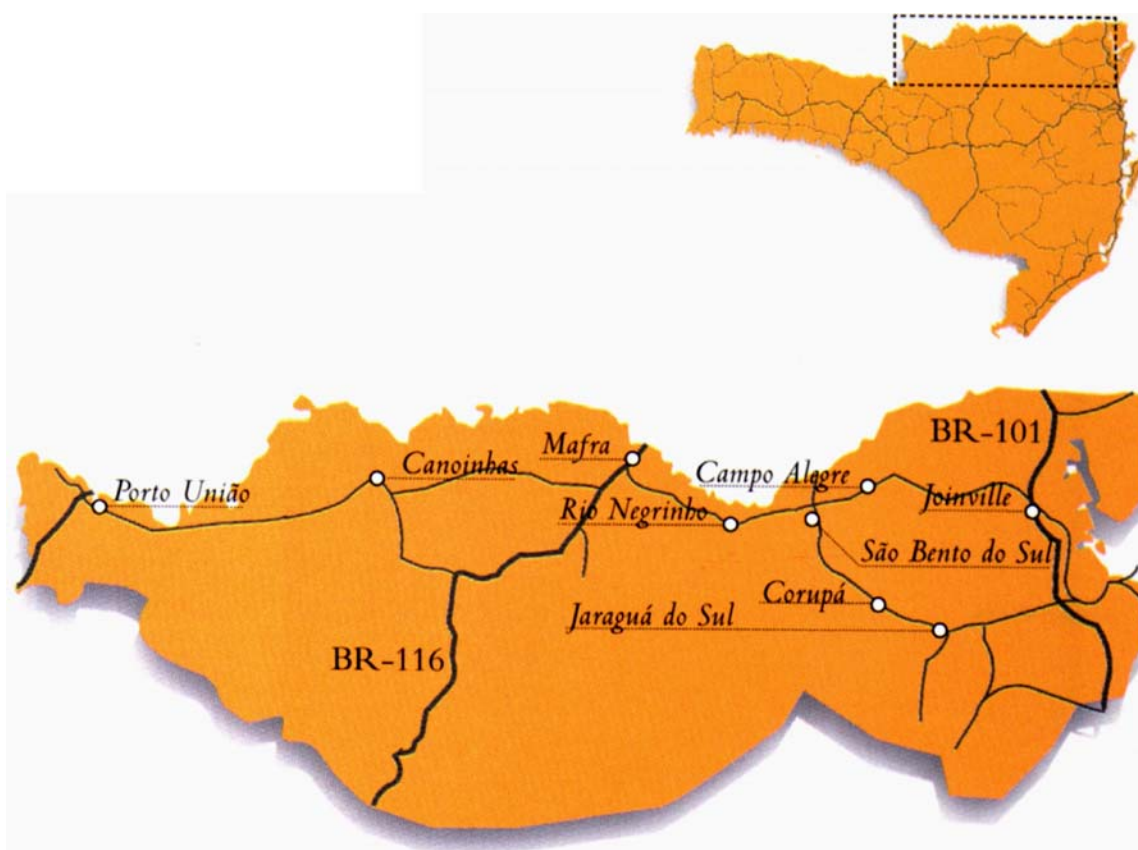 BR-101
Mafra
Canoinhas
Campo Alegre
Porto União
Joinville
Rio Negrinho
São Bento do Sul
Corupá
Jaraguá do Sul
BR-116